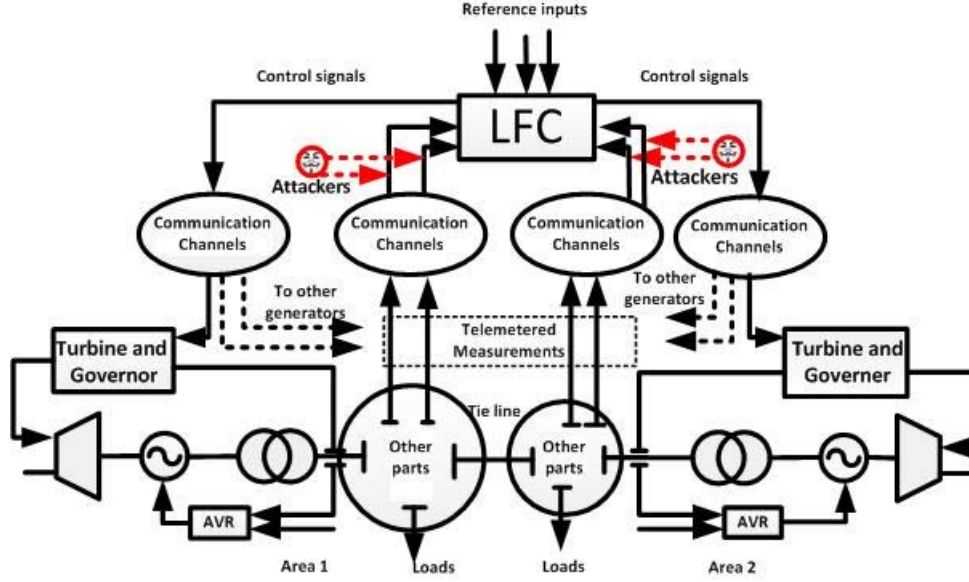 Reference inputs
Control signals
Control signals
LFC
Attackers
Attackers
Communication
Channels
Communication
Channels
Communication
Channels
Communication
Channels
To other
generators
To other
generators
Telemetered
Measurements
Turbine and
Governor
Turbine and
Governer
Tie line
Other
parts
Other
parts
AVR
AVR
Area 1
Loads
Loads
Area 2